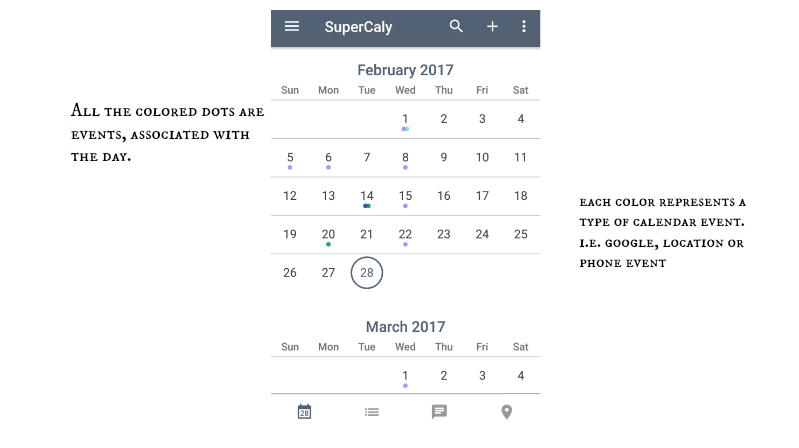 SuperCaly
February 2017
Sun Mon Tue Wed Thu Fri Sat
1 2 3 4
5 6 7 8 9 10 11
12 13 14 15 16 17 18
19 20 21 22 23 24 25
26 27 28
March 2017
Sun Mon Tue Wed Thu Fri Sat
1 2 3 4
28
All the colored dots are
events, associated with
the day.
each color represents a
type of calendar event.
i.e. google, location or
phone event